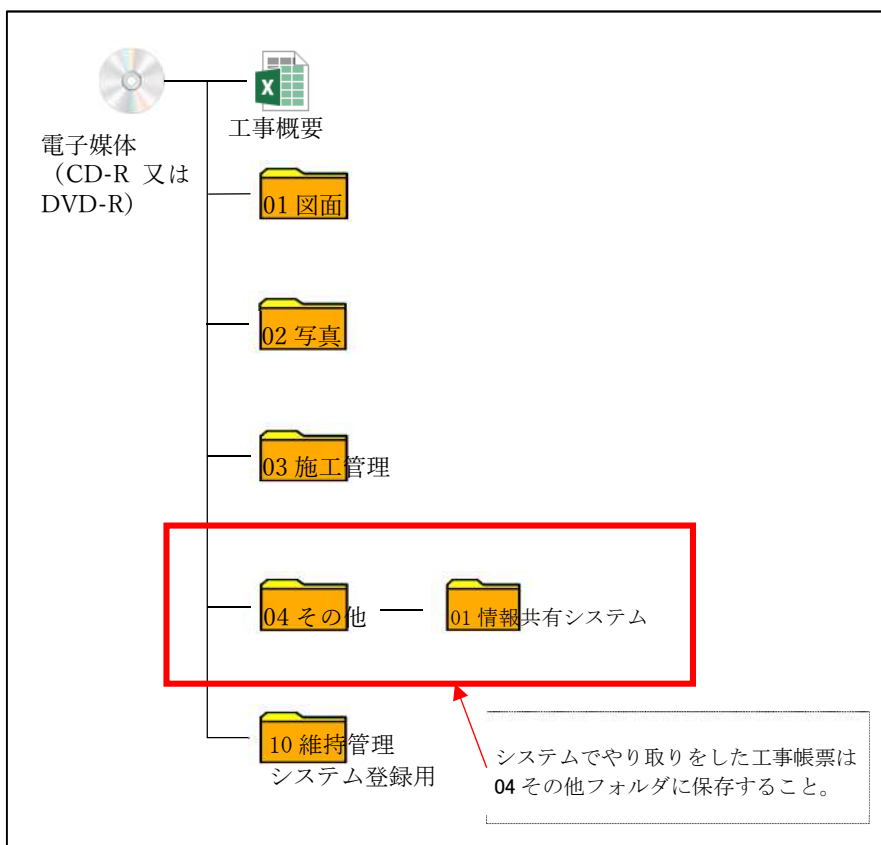 工事概要
電子媒体
（CD-R 又は
DVD-R）
01 図面
02 写真
03 施工管理
04 その他
01 情報共有システム
10 維持管理
システム登録用
システムでやり取りをした工事帳票は
04 その他フォルダに保存すること。